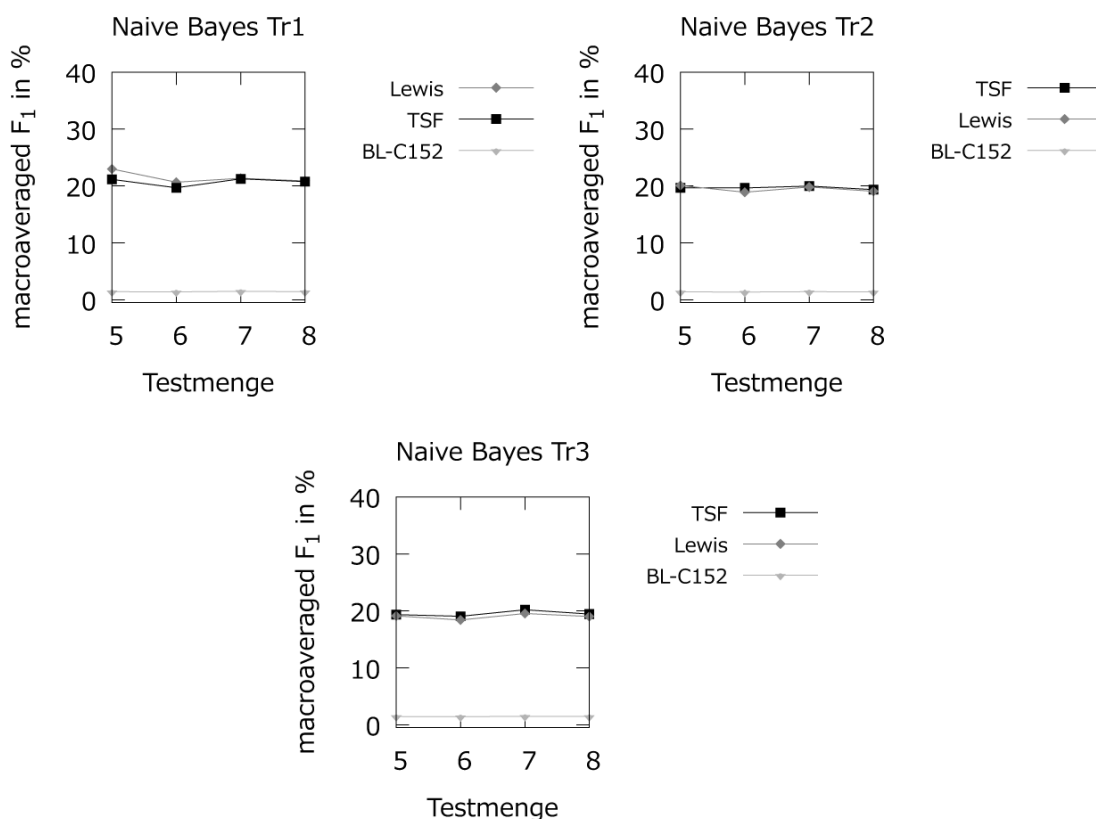 Naive Bayes Tr1
macroaveraged F1 in %
40
30
20
10
0
5 6 7 8
Testmenge
Lewis
TSF
BL-C152
Naive Bayes Tr2
macroaveraged F1 in %
40
30
20
10
0
5 6 7 8
Testmenge
TSF
Lewis
BL-C152
Naive Bayes Tr3
macroaveraged F1 in %
40
30
20
10
0
5 6 7 8
Testmenge
TSF
Lewis
BL-C152